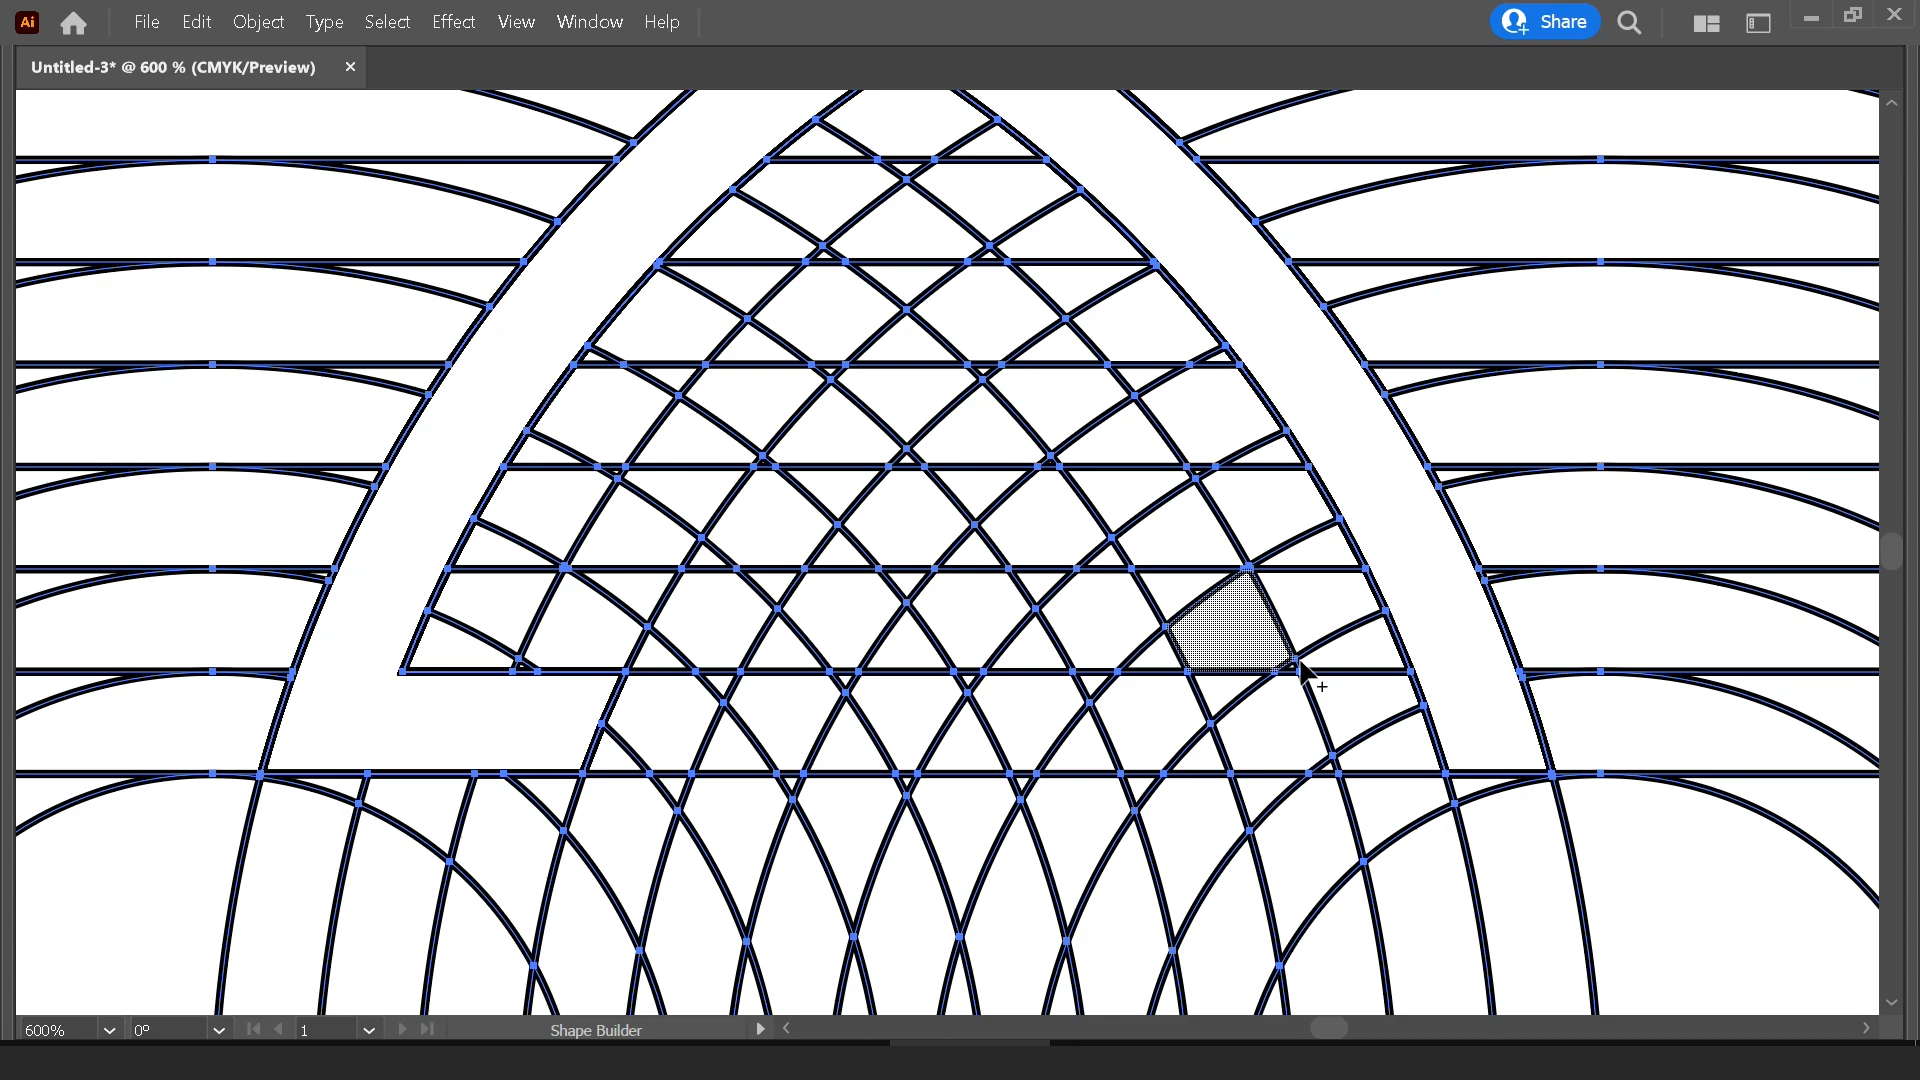 Ai File Edit Object Type Select Effect View Window Help Share
Untitled-3* @ 600 % (CMYK/Preview)
600% 0° 1 Shape Builder